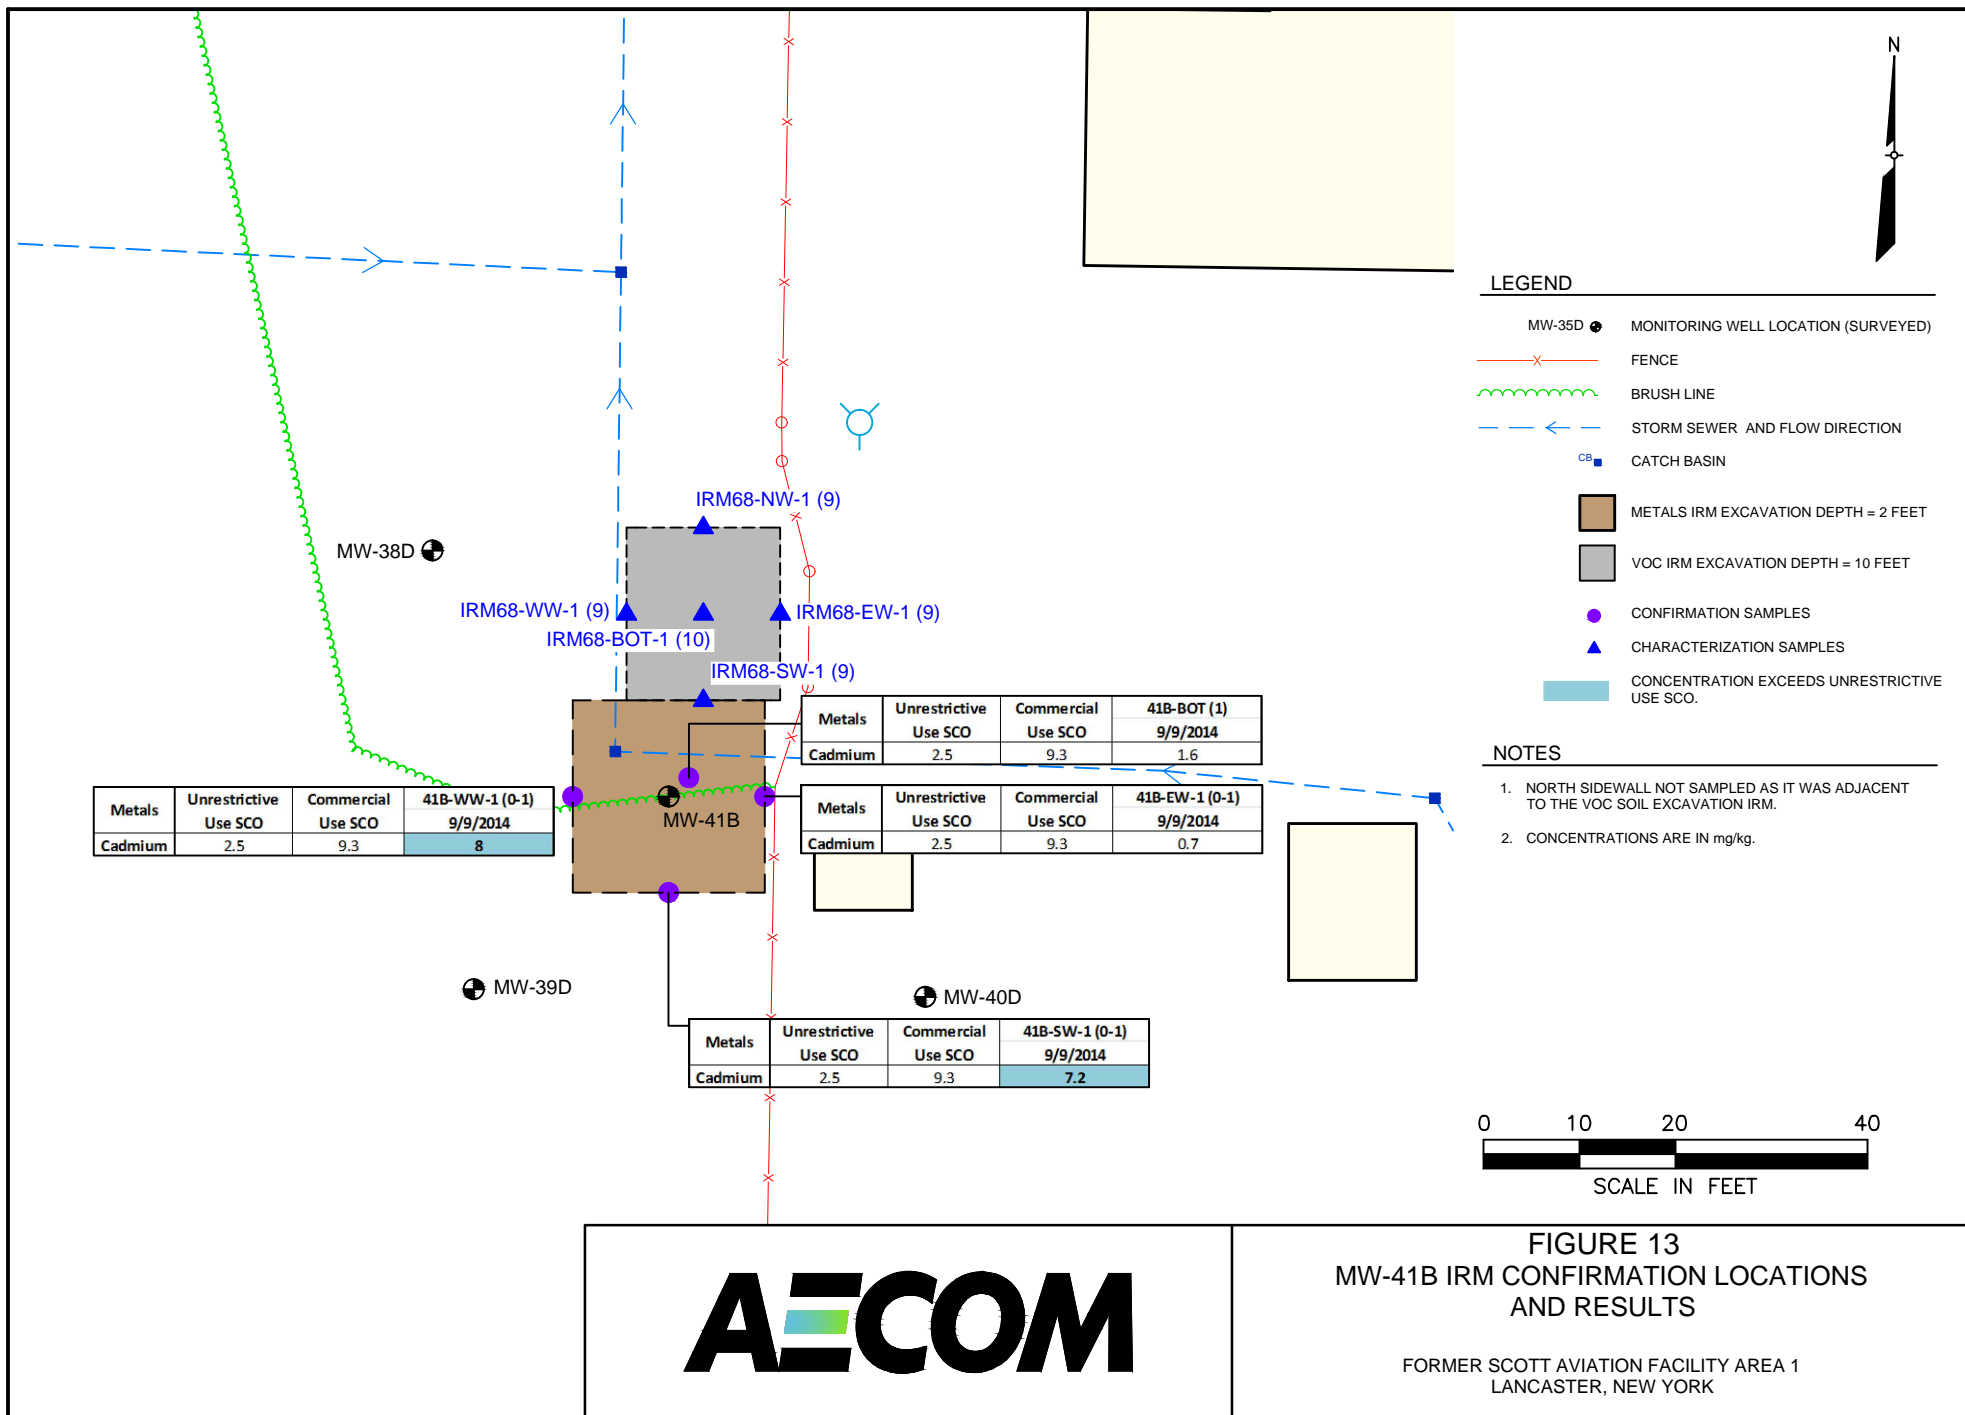 N
LEGEND
MW-35D MONITORING WELL LOCATION (SURVEYED)
FENCE
BRUSH LINE
STORM SEWER AND FLOW DIRECTION
CB CATCH BASIN
METALS IRM EXCAVATION DEPTH = 2 FEET
VOC IRM EXCAVATION DEPTH = 10 FEET
CONFIRMATION SAMPLES
CHARACTERIZATION SAMPLES
CONCENTRATION EXCEEDS UNRESTRICTIVE
USE SCO.
NOTES
1. NORTH SIDEWALL NOT SAMPLED AS IT WAS ADJACENT
TO THE VOC SOIL EXCAVATION IRM.
2. CONCENTRATIONS ARE IN mg/kg.
IRM68-NW-1 (9)
MW-38D
IRM68-WW-1 (9)
IRM68-EW-1 (9)
IRM68-BOT-1 (10)
IRM68-SW-1 (9)
Metals Unrestrictive Use SCO Commercial Use SCO 41B-BOT (1) 9/9/2014
Cadmium 2.5 9.3 1.6
Metals Unrestrictive Use SCO Commercial Use SCO 41B-WW-1 (0-1) 9/9/2014
Cadmium 2.5 9.3 8
MW-41B
Metals Unrestrictive Use SCO Commercial Use SCO 41B-EW-1 (0-1) 9/9/2014
Cadmium 2.5 9.3 0.7
MW-39D
MW-40D
Metals Unrestrictive Use SCO Commercial Use SCO 41B-SW-1 (0-1) 9/9/2014
Cadmium 2.5 9.3 7.2
0 10 20 40
SCALE IN FEET
AECOM
FIGURE 13
MW-41B IRM CONFIRMATION LOCATIONS
AND RESULTS
FORMER SCOTT AVIATION FACILITY AREA 1
LANCASTER, NEW YORK